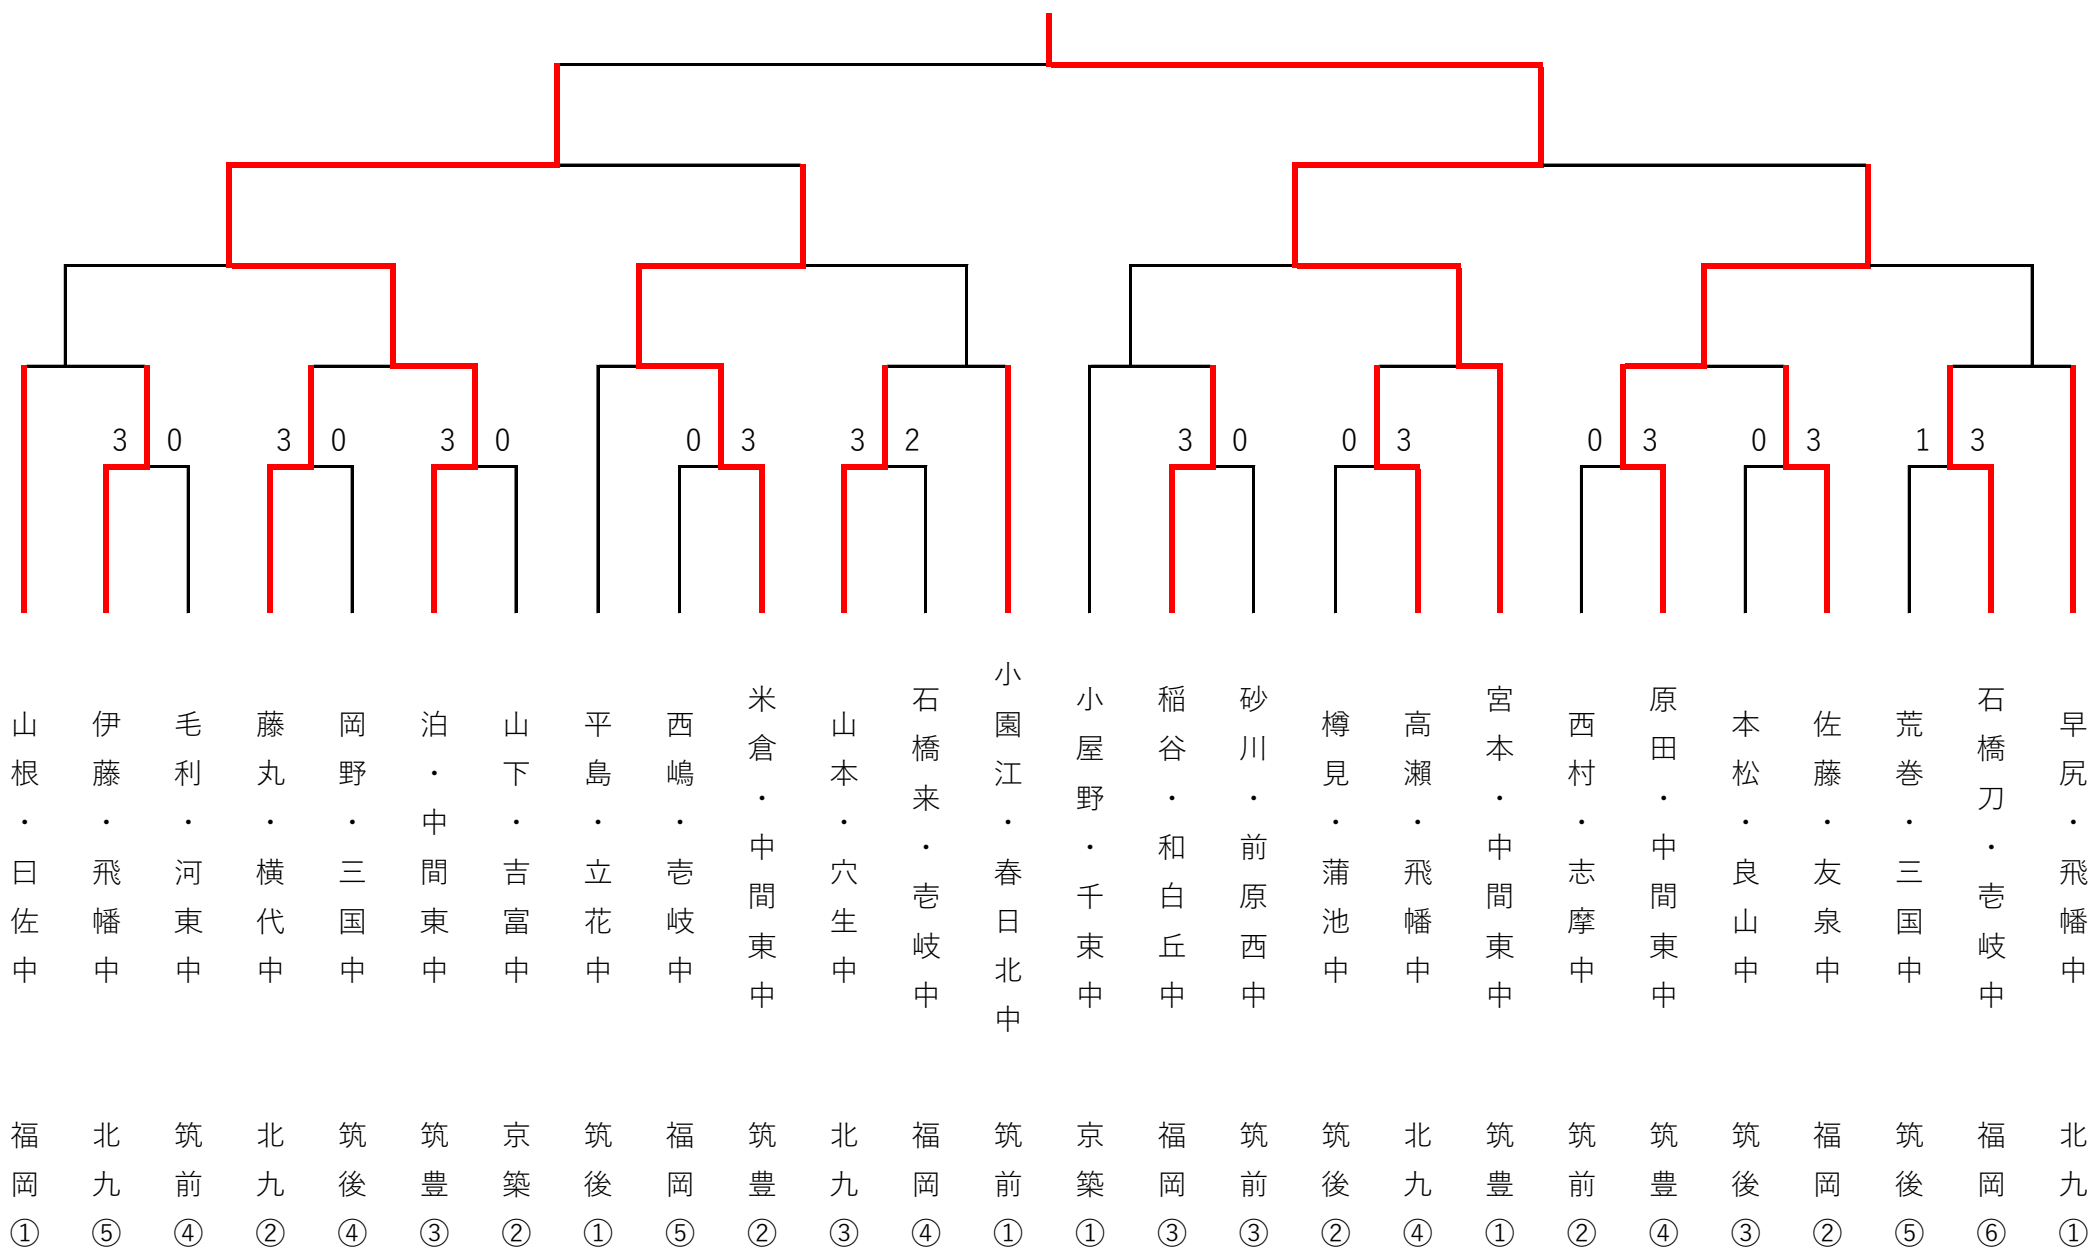 3 0 3 0 3 0 0 3 3 2 3 0 0 3 0 3 0 3 1 3
山根・曰佐中
伊藤・飛幡中
毛利・河東中
藤丸・横代中
岡野・三国中
泊・中間東中
山下・吉富中
平島・立花中
西嶋・壱岐中
米倉・中間東中
山本・穴生中
石橋来・壱岐中
小園江・春日北中
小屋野・千束中
稲谷・和白丘中
砂川・前原西中
樽見・蒲池中
高瀬・飛幡中
宮本・中間東中
西村・志摩中
原田・中間東中
本松・良山中
佐藤・友泉中
荒巻・三国中
石橋刀・壱岐中
早尻・飛幡中
福岡①
北九⑤
筑前④
北九②
筑後④
筑豊③
京築②
筑後①
福岡⑤
筑豊②
北九③
福岡④
筑前①
京築①
福岡③
筑前③
筑後②
北九④
筑豊①
筑前②
筑豊④
筑後③
福岡②
筑後⑤
福岡⑥
北九①